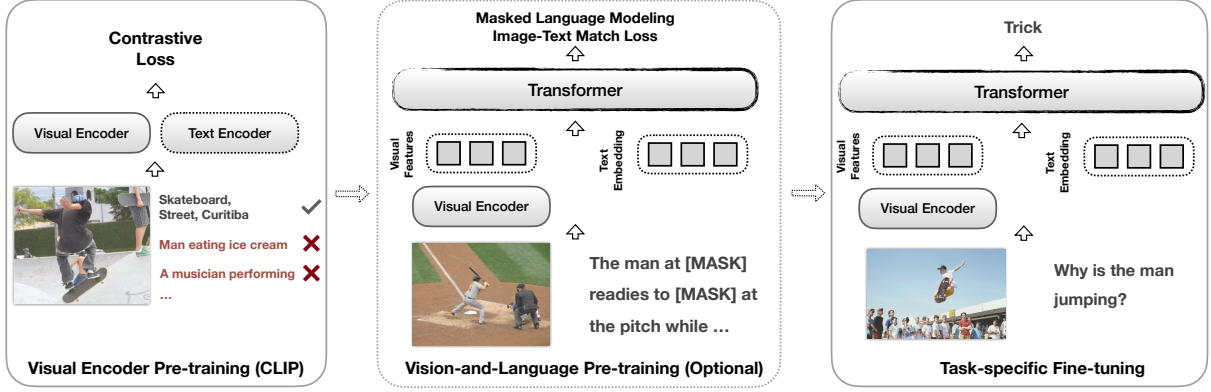 Contrastive
Loss
Visual Encoder
Text Encoder
Skateboard,
Street, Curitiba
Man eating ice cream
A musician performing
...
Visual Encoder Pre-training (CLIP)
Masked Language Modeling
Image-Text Match Loss
Transformer
Visual
Features
Text
Embedding
Visual Encoder
The man at [MASK]
readies to [MASK] at
the pitch while ...
Vision-and-Language Pre-training (Optional)
Trick
Transformer
Visual
Features
Text
Embedding
Visual Encoder
Why is the man
jumping?
Task-specific Fine-tuning